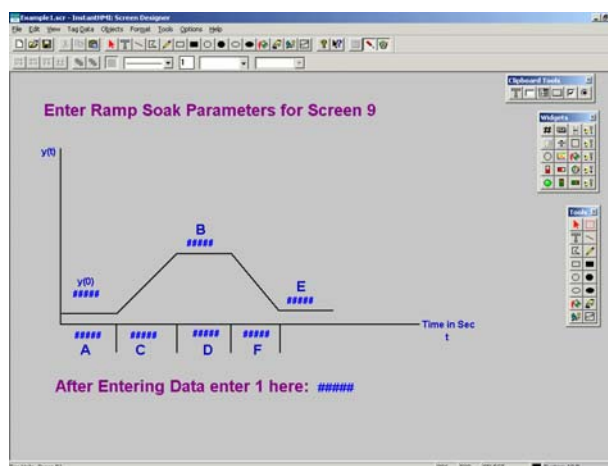 Example1.scr - InstantHMI: Screen Designer
File Edit View Tag Data Objects Format Tools Options Help
1
Clipboard Tools
Enter Ramp Soak Parameters for Screen 9
Widgets
y(t)
Tools
B
#####
y(0)
#####
E
#####
Time in Sec
##### ##### ##### #####
t
A C D F
After Entering Data enter 1 here: #####